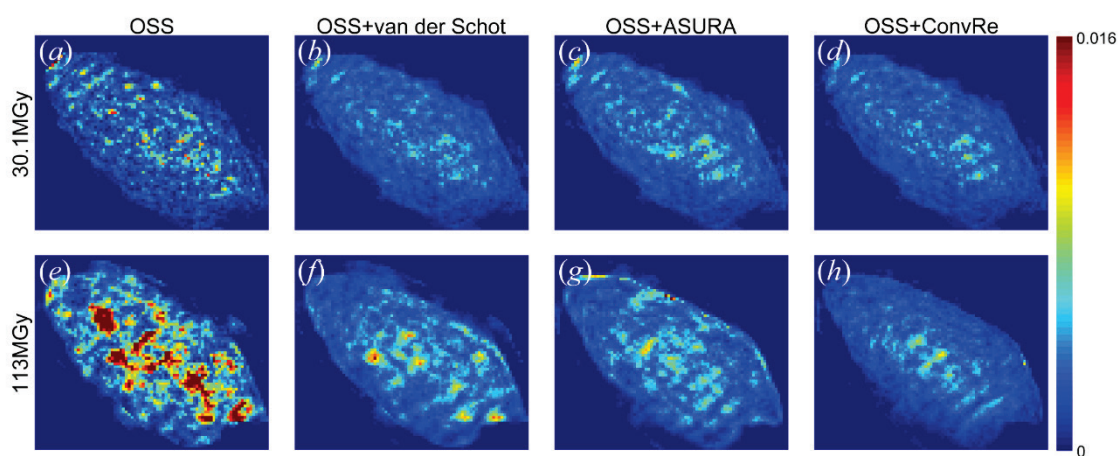 OSS OSS+van der Schot OSS+ASURA OSS+ConvRe
(a) (b) (c) (d) 0.016
30.1MGy
(e) (f) (g) (h)
113MGy
0